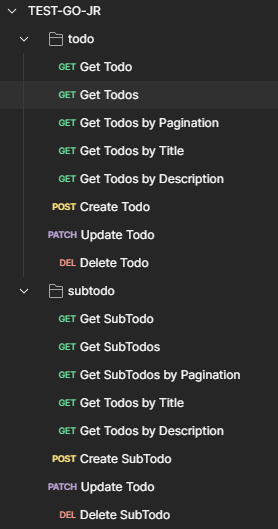 TEST-GO-JR
todo
GET Get Todo
GET Get Todos
GET Get Todos by Pagination
GET Get Todos by Title
GET Get Todos by Description
POST Create Todo
PATCH Update Todo
DEL Delete Todo
subtodo
GET Get SubTodo
GET Get SubTodos
GET Get SubTodos by Pagination
GET Get Todos by Title
GET Get Todos by Description
POST Create SubTodo
PATCH Update Todo
DEL Delete SubTodo